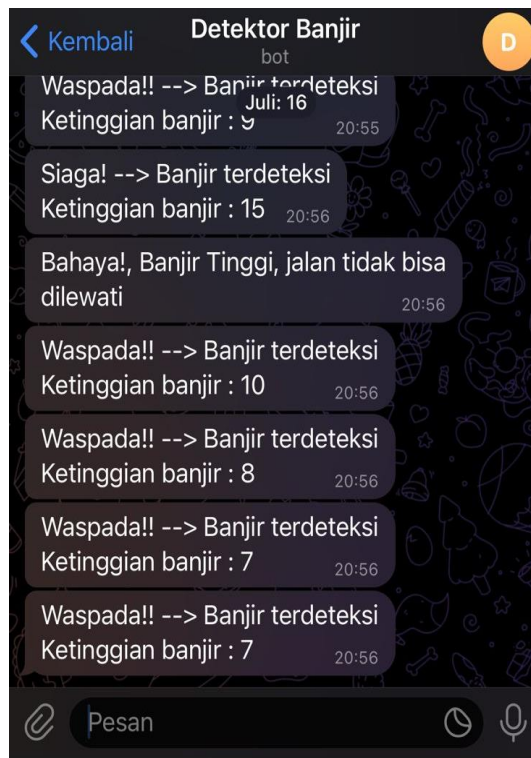 Kembali
Detektor Banjir
bot
D
Waspada!! --> Banjir terdeteksi
Juli: 16
Ketinggian banjir : 9
20:55
Siaga! --> Banjir terdeteksi
Ketinggian banjir : 15 20:56
Bahaya!, Banjir Tinggi, jalan tidak bisa
dilewati
20:56
Waspada!! --> Banjir terdeteksi
Ketinggian banjir : 10 20:56
Waspada!! --> Banjir terdeteksi
Ketinggian banjir : 8 20:56
Waspada!! --> Banjir terdeteksi
Ketinggian banjir : 7 20:56
Waspada!! --> Banjir terdeteksi
Ketinggian banjir : 7 20:56
Pesan